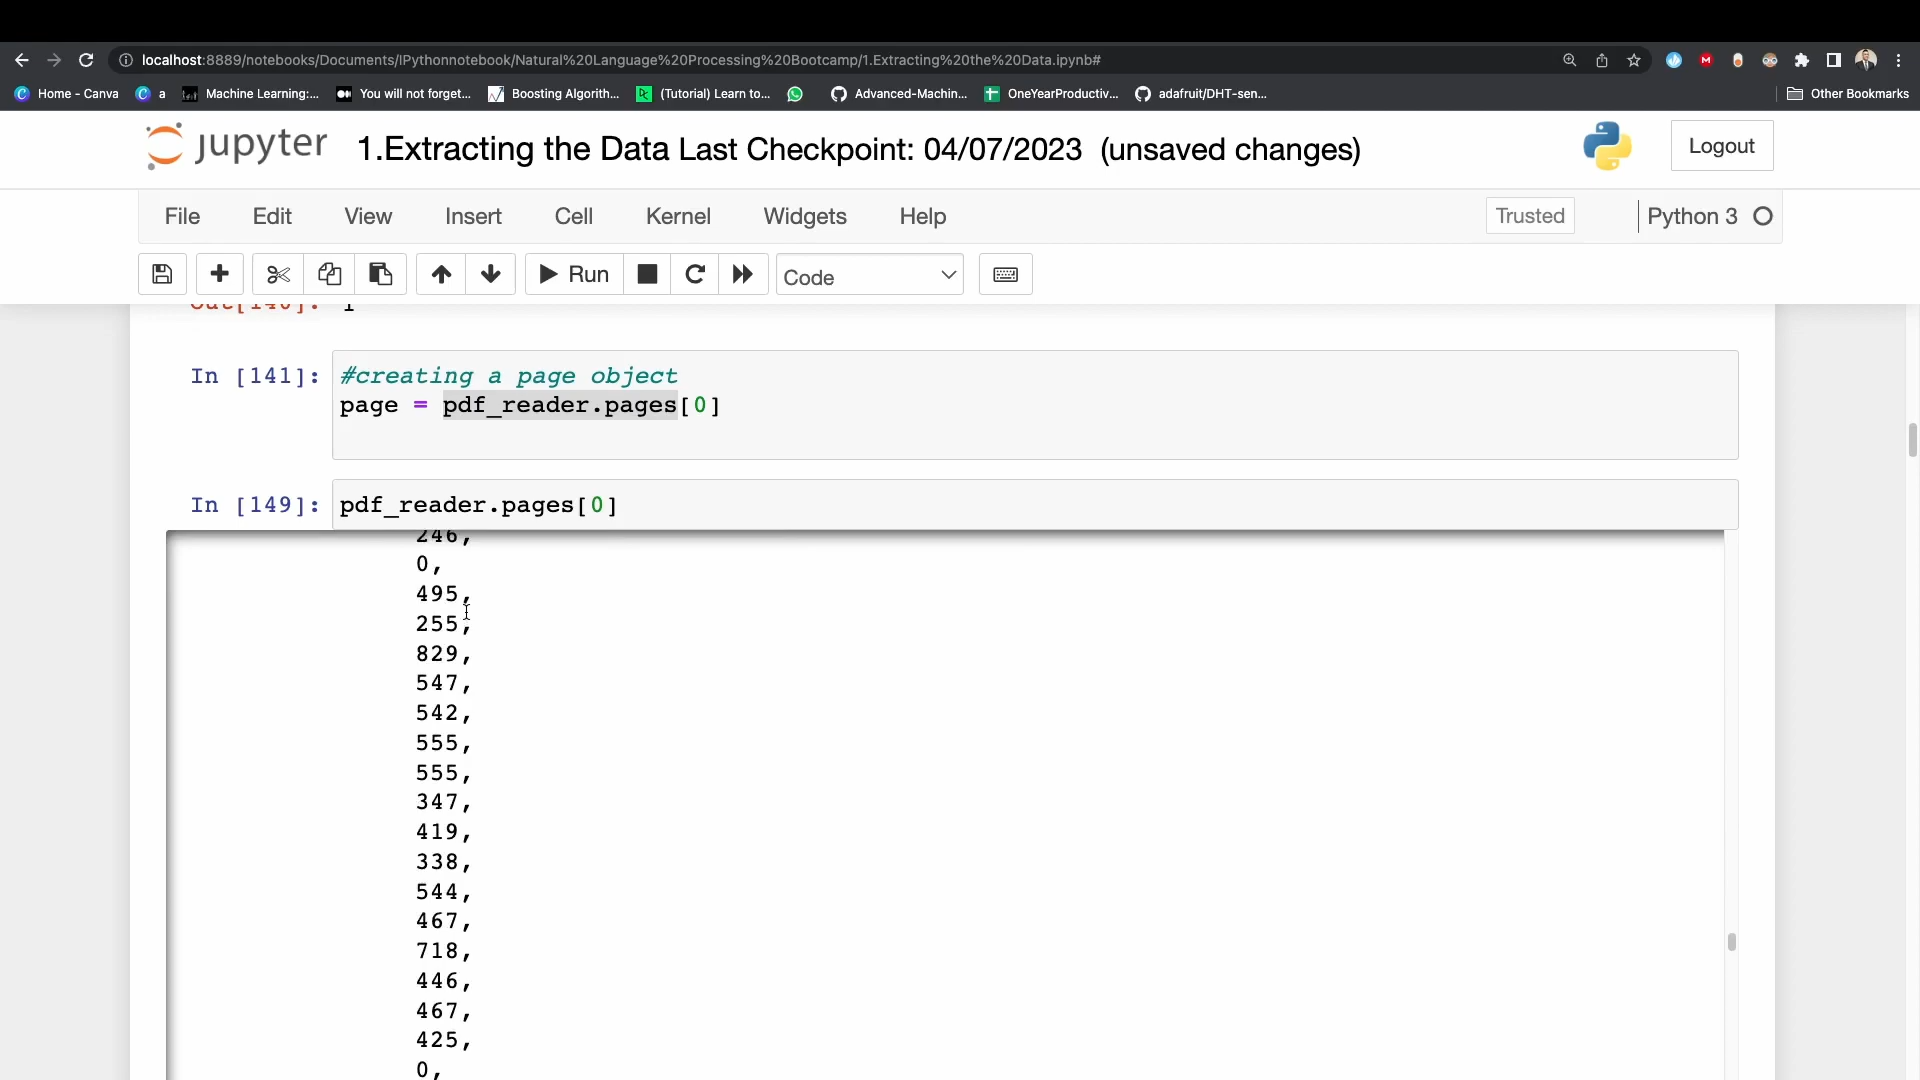 localhost:8889/notebooks/Documents/IPythonnotebook/Natural%20Language%20Processing%20Bootcamp/1.Extracting%20the%20Data.ipynb#
Home - Canva
a
Machine Learning:...
You will not forget...
Boosting Algorith...
(Tutorial) Learn to...
Advanced-Machin...
OneYearProductiv...
adafruit/DHT-sen...
Other Bookmarks
jupyter
1.Extracting the Data Last Checkpoint: 04/07/2023 (unsaved changes)
Logout
File Edit View Insert Cell Kernel Widgets Help
Trusted
Python 3
Run
Code
Out[140]: 1
In [141]: #creating a page object
page = pdf_reader.pages[0]
In [149]: pdf_reader.pages[0]
246,
0,
495,
255,
829,
547,
542,
555,
555,
347,
419,
338,
544,
467,
718,
446,
467,
425,
0,